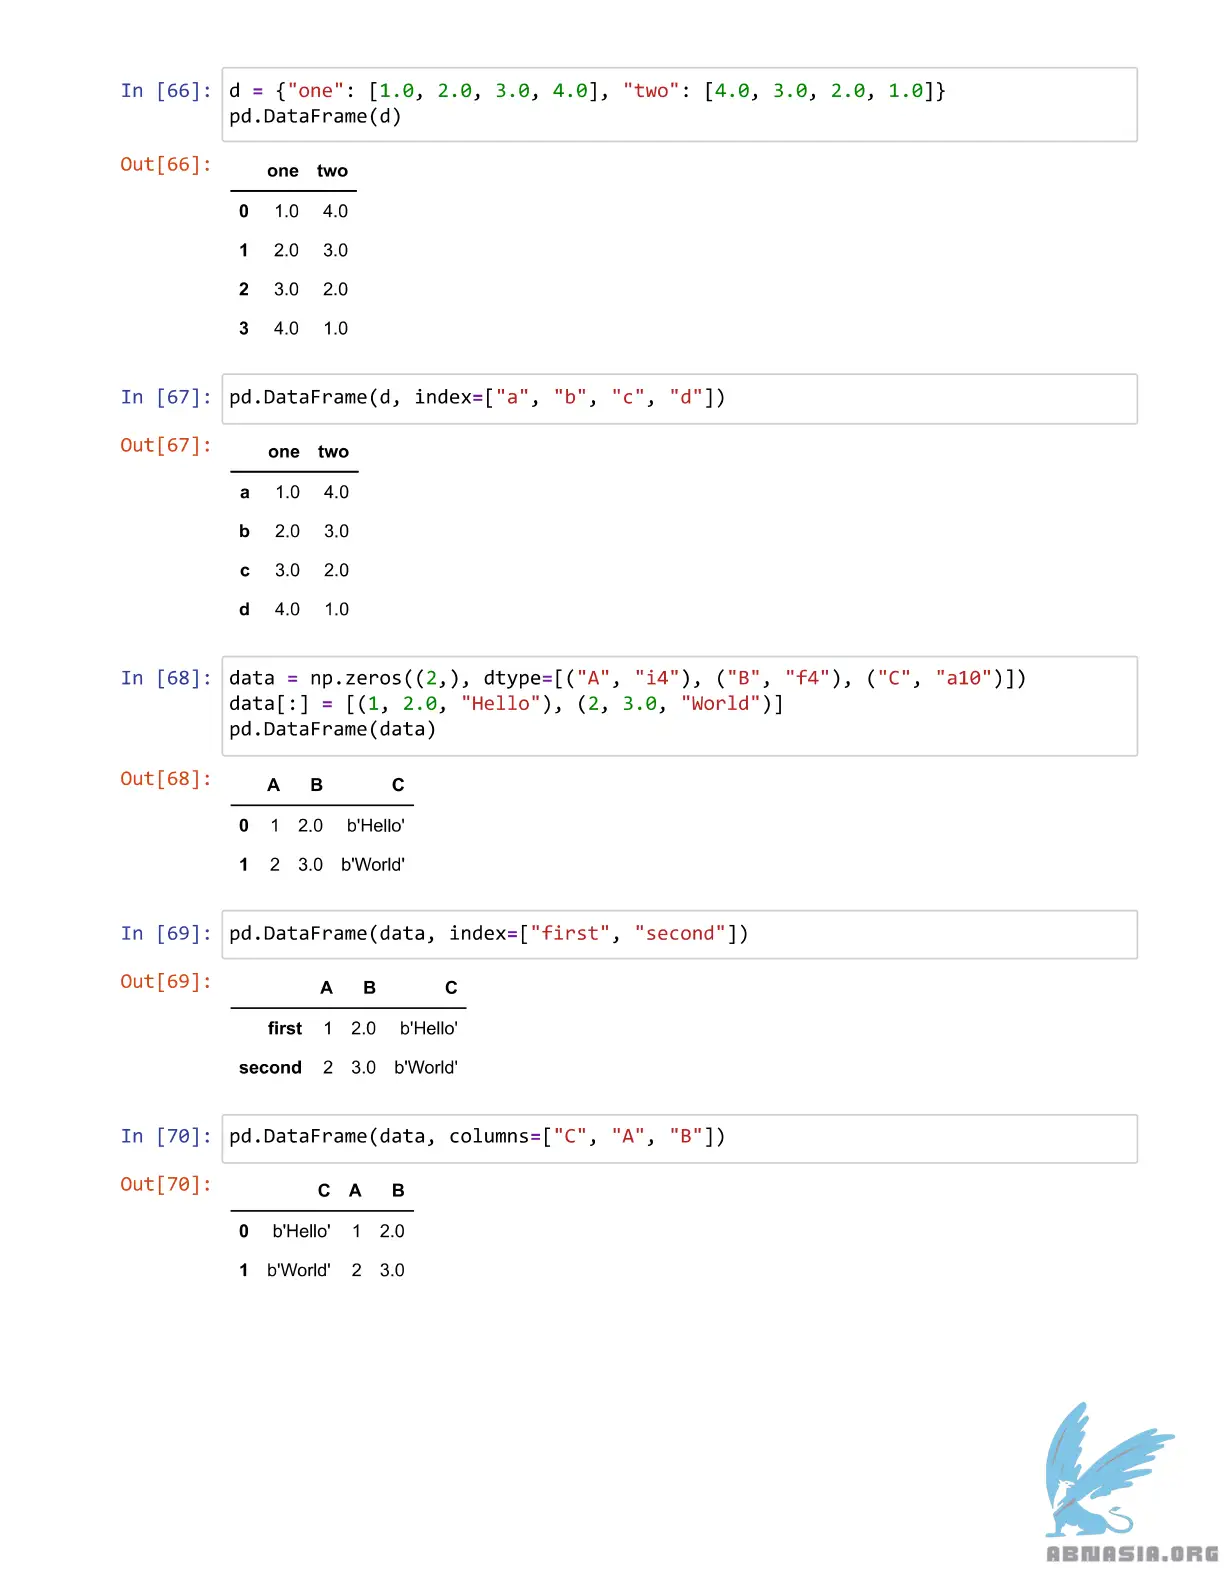 In [66]: d = {"one": [1.0, 2.0, 3.0, 4.0], "two": [4.0, 3.0, 2.0, 1.0]}
pd.DataFrame(d)
Out[66]:
one two
0 1.0 4.0
1 2.0 3.0
2 3.0 2.0
3 4.0 1.0
In [67]: pd.DataFrame(d, index=["a", "b", "c", "d"])
Out[67]:
one two
a 1.0 4.0
b 2.0 3.0
c 3.0 2.0
d 4.0 1.0
In [68]: data = np.zeros((2,), dtype=[("A", "i4"), ("B", "f4"), ("C", "a10")])
data[:] = [(1, 2.0, "Hello"), (2, 3.0, "World")]
pd.DataFrame(data)
Out[68]:
A B C
0 1 2.0 b'Hello'
1 2 3.0 b'World'
In [69]: pd.DataFrame(data, index=["first", "second"])
Out[69]:
A B C
first 1 2.0 b'Hello'
second 2 3.0 b'World'
In [70]: pd.DataFrame(data, columns=["C", "A", "B"])
Out[70]:
C A B
0 b'Hello' 1 2.0
1 b'World' 2 3.0
ABNASIA.ORG